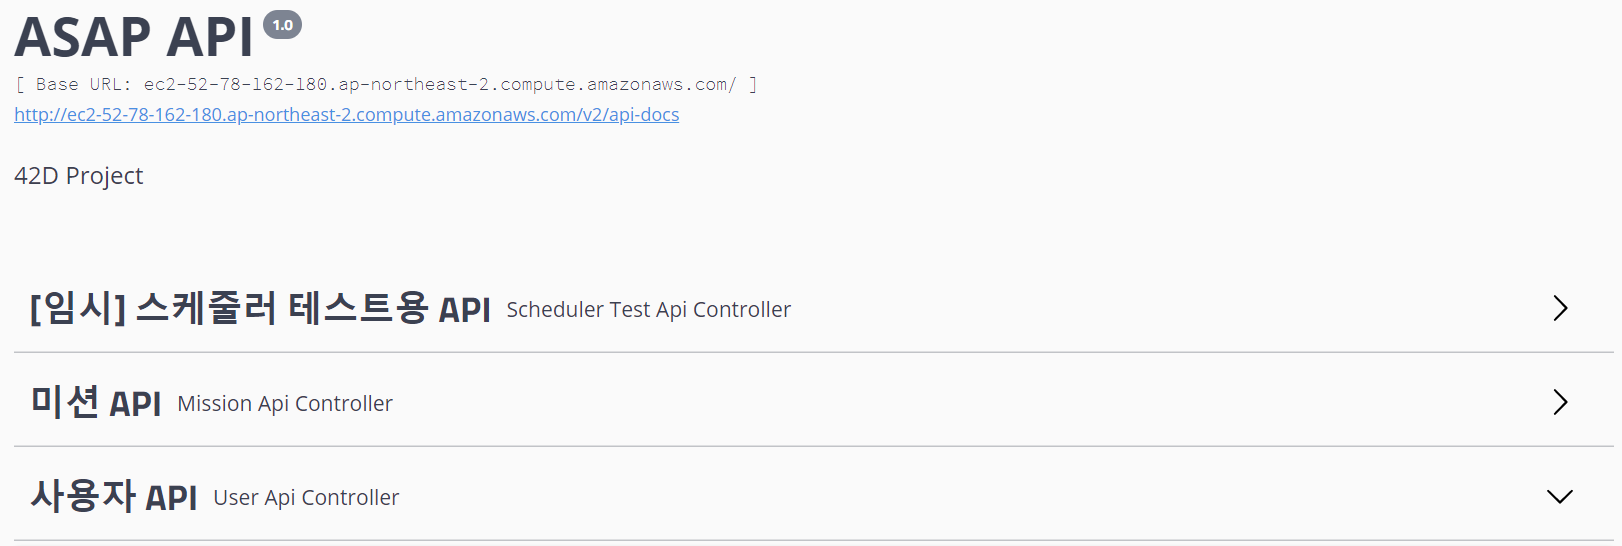 ASAP API 1.0
[ Base URL: ec2-52-78-162-180.ap-northeast-2.compute.amazonaws.com/ ]
http://ec2-52-78-162-180.ap-northeast-2.compute.amazonaws.com/v2/api-docs
42D Project
[임시] 스케줄러 테스트용 API Scheduler Test Api Controller
미션 API Mission Api Controller
사용자 API User Api Controller